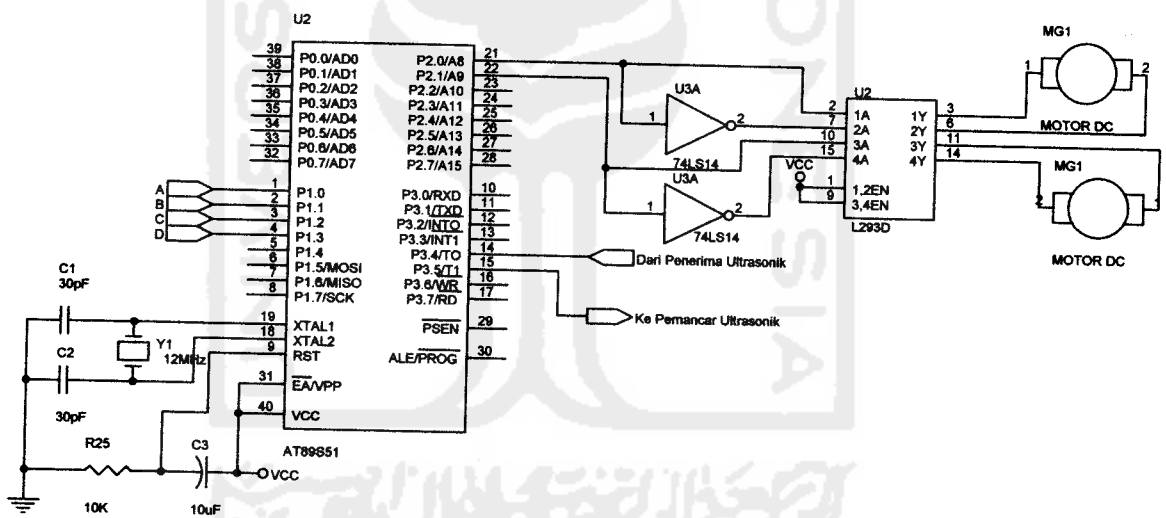 U2
39
38
37
36
35
34
33
32
P0.0/AD0
P0.1/AD1
P0.2/AD2
P0.3/AD3
P0.4/AD4
P0.5/AD5
P0.6/AD6
P0.7/AD7
P2.0/A8
P2.1/A9
P2.2/A10
P2.3/A11
P2.4/A12
P2.5/A13
P2.6/A14
P2.7/A15
21
22
23
24
25
26
27
28
A
B
C
D
1
2
3
4
5
6
7
8
P1.0
P1.1
P1.2
P1.3
P1.4
P1.5/MOSI
P1.6/MISO
P1.7/SCK
P3.0/RXD
P3.1/TXD
P3.2/INTO
P3.3/INT1
P3.4/TO
P3.5/T1
P3.6/WR
P3.7/RD
10
11
12
13
14
15
16
17
19
18
9
XTAL1
XTAL2
RST
PSEN
29
ALE/PROG
30
31
EA/VPP
40
VCC
AT89S51
C1
30pF
C2
30pF
Y1
12MHz
R25
10K
C3
10uF
VCC
U3A
1
2
74LS14
U3A
1
2
74LS14
Dari Penerima Ultrasonik
Ke Pemancar Ultrasonik
U2
2
7
10
15
1A
2A
3A
4A
1Y
2Y
3Y
4Y
3
6
11
14
VCC
1
9
1,2EN
3,4EN
L293D
MG1
1
2
MOTOR DC
MG1
2
1
MOTOR DC